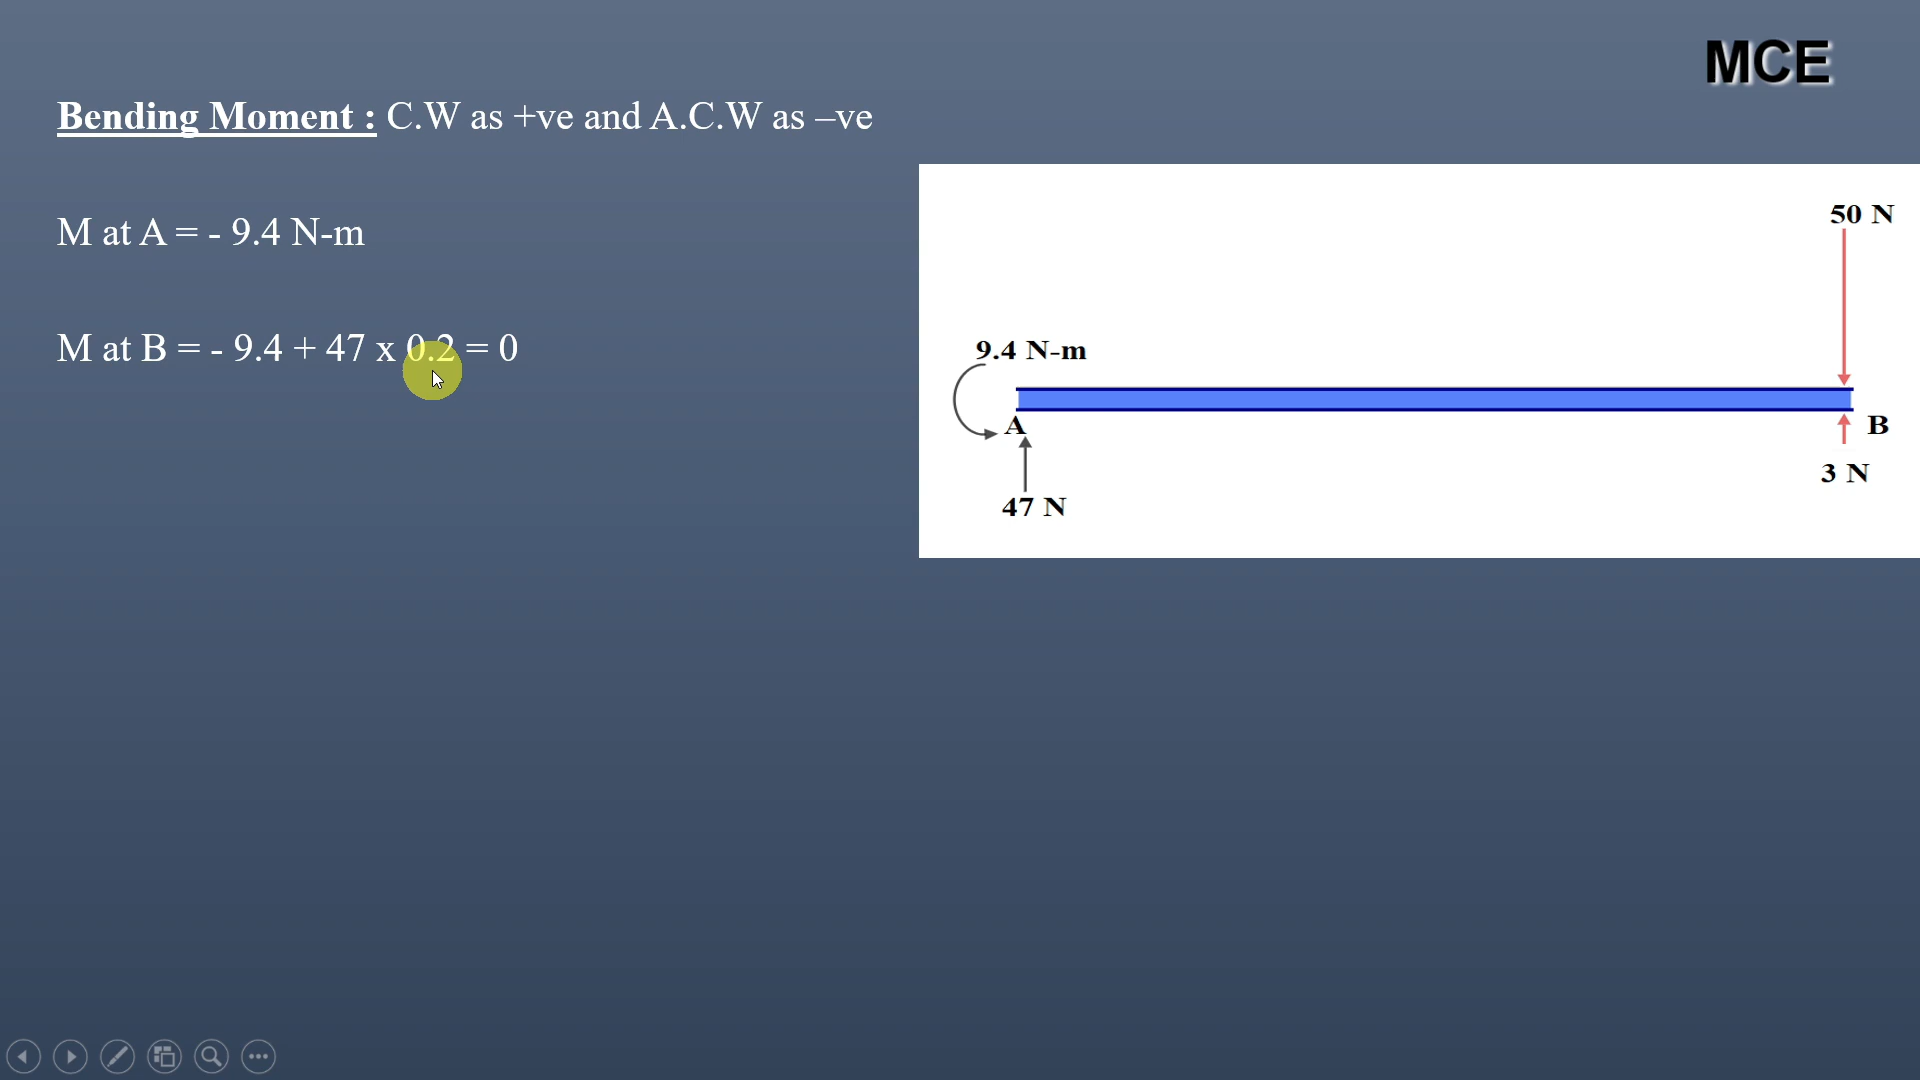 MCE
Bending Moment : C.W as +ve and A.C.W as –ve
M at A = - 9.4 N-m
M at B = - 9.4 + 47 x 0.2 = 0
50 N
9.4 N-m
A
B
3 N
47 N